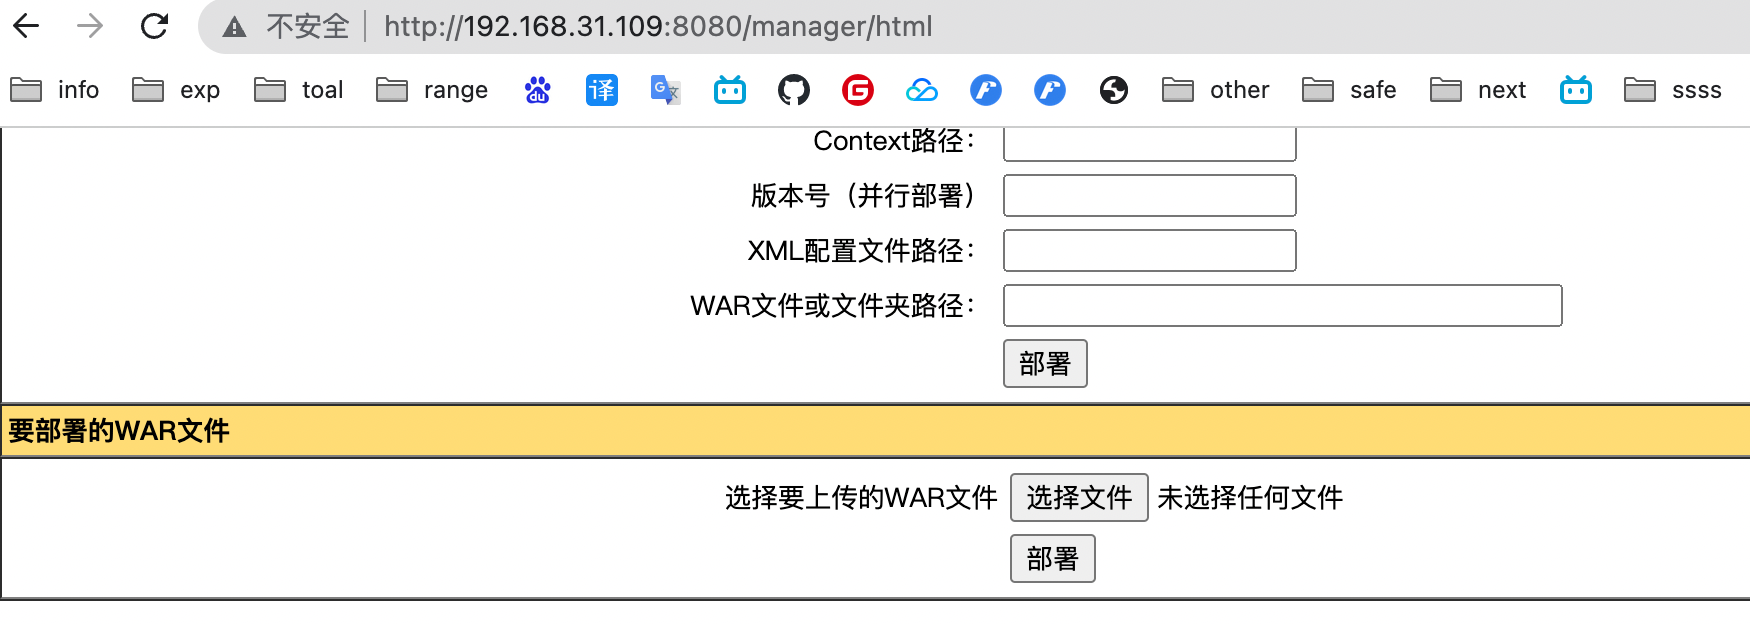 不安全 http://192.168.31.109:8080/manager/html
info exp toal range du 译 G 文 other safe next ssss
Context路径：
版本号（并行部署）
XML配置文件路径：
WAR文件或文件夹路径：
部署
要部署的WAR文件
选择要上传的WAR文件 选择文件 未选择任何文件
部署